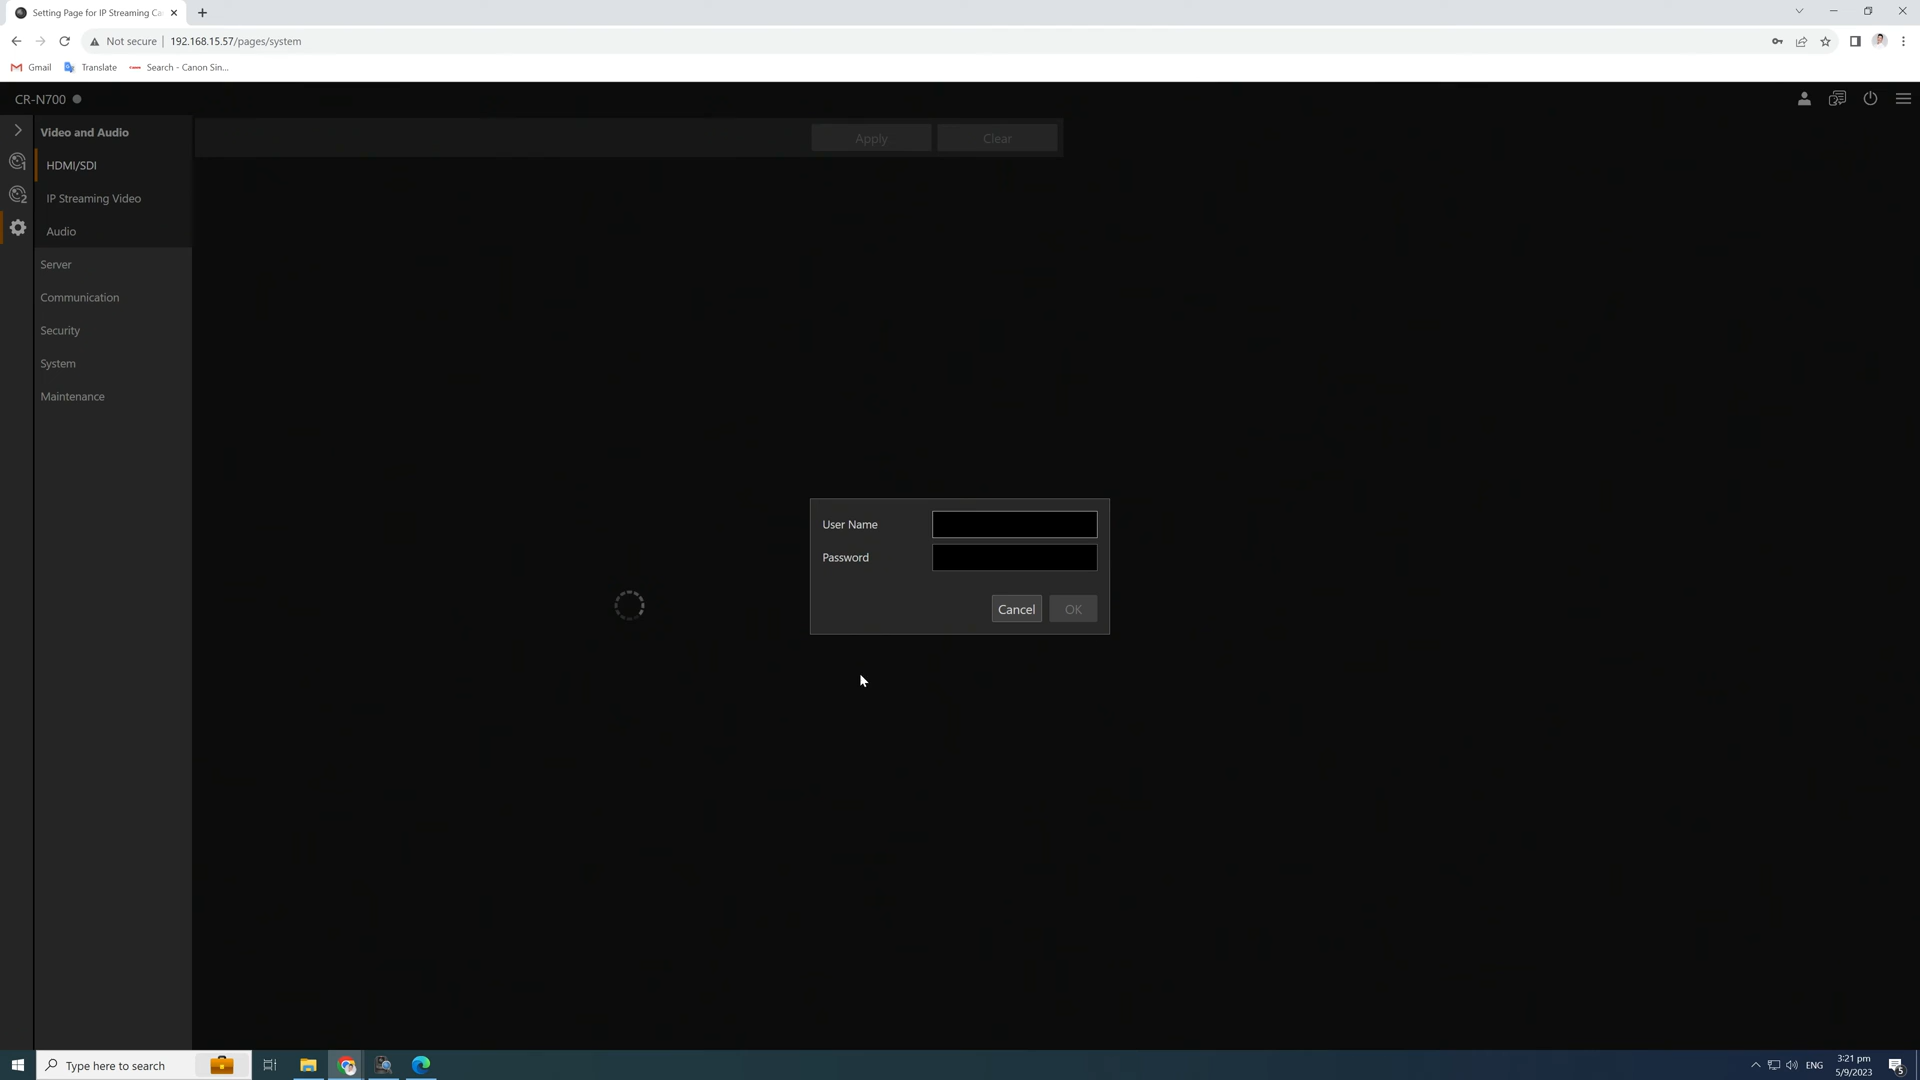 Setting Page for IP Streaming Ca
Not secure
192.168.15.57/pages/system
Gmail
Translate
Search - Canon Sin...
CR-N700
Video and Audio
Apply
Clear
HDMI/SDI
IP Streaming Video
Audio
Server
Communication
Security
System
Maintenance
User Name
Password
Cancel
OK
Type here to search
ENG
3:21 pm
5/9/2023
5